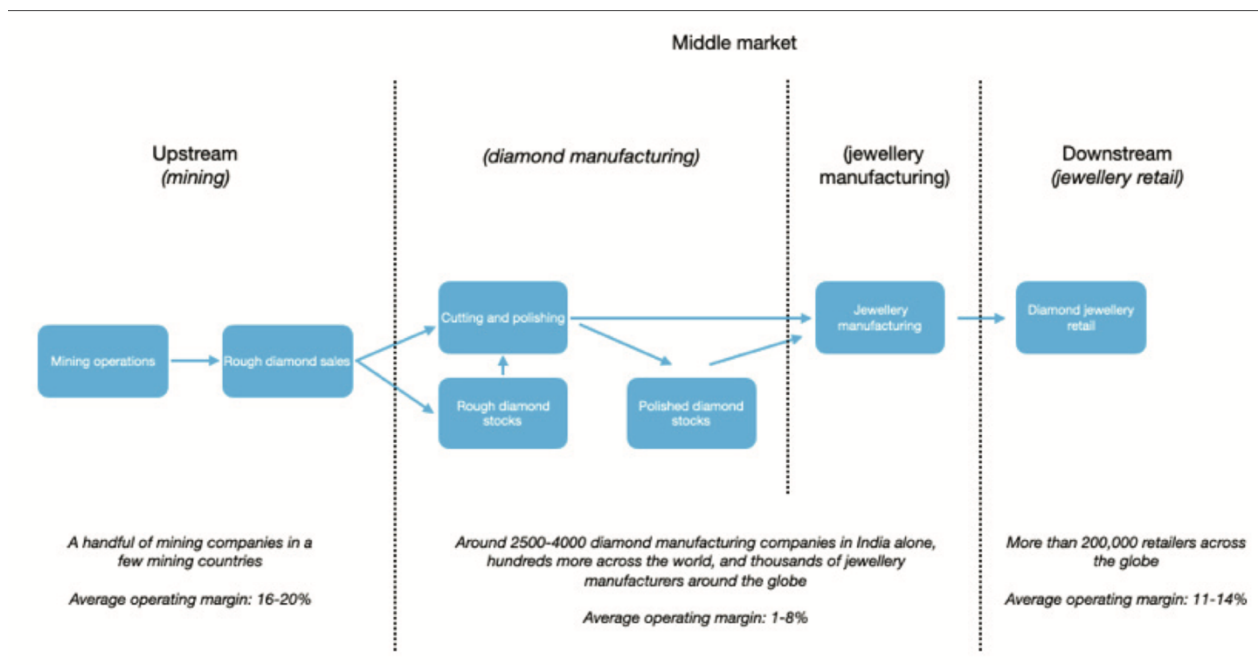 Middle market
Upstream
(mining)
(diamond manufacturing)
(jewellery
manufacturing)
Downstream
(jewellery retail)
Mining operations
Rough diamond sales
Cutting and polishing
Rough diamond
stocks
Polished diamond
stocks
Jewellery
manufacturing
Diamond jewellery
retail
A handful of mining companies in a
few mining countries
Average operating margin: 16-20%
Around 2500-4000 diamond manufacturing companies in India alone,
hundreds more across the world, and thousands of jewellery
manufacturers around the globe
Average operating margin: 1-8%
More than 200,000 retailers across
the globe
Average operating margin: 11-14%